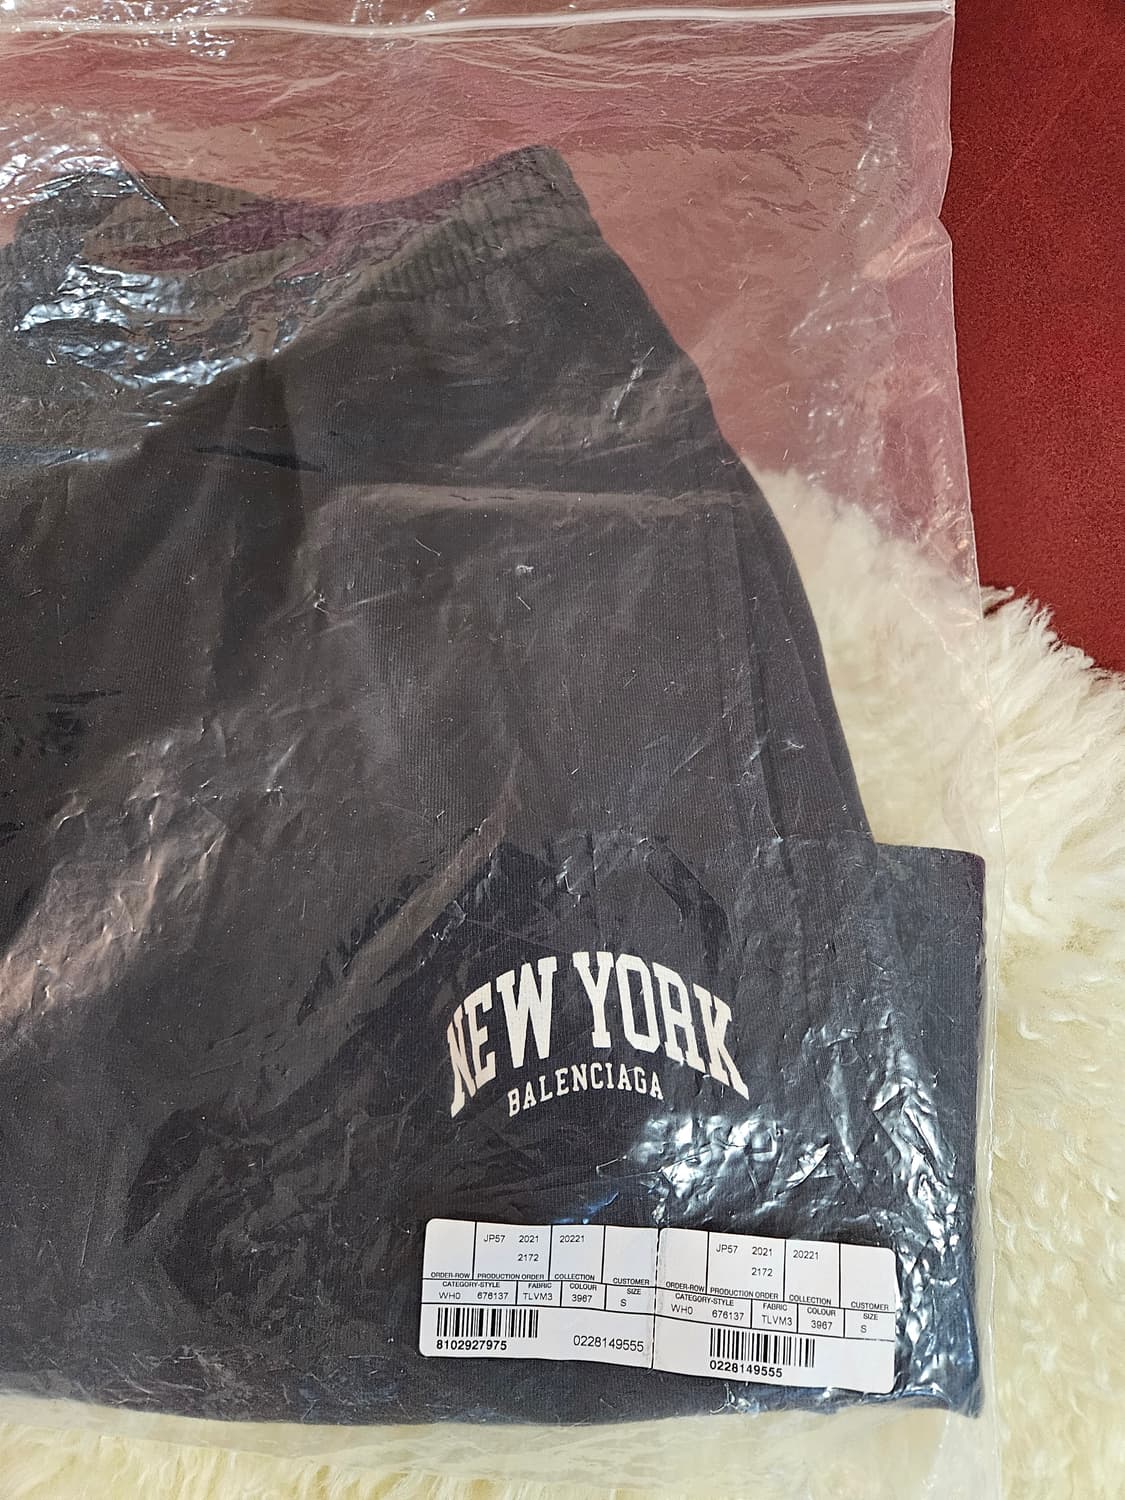 NEW YORK
BALENCIAGA
JP57 2021 20221
2172
ORDER-ROW PRODUCTION ORDER COLLECTION CUSTOMER
CATEGORY-STYLE FABRIC COLOUR SIZE
WH0 676137 TLVM3 3967 S
8102927975 0228149555
JP57 2021 20221
2172
ORDER-ROW PRODUCTION ORDER COLLECTION CUSTOMER
CATEGORY-STYLE FABRIC COLOUR SIZE
WH0 676137 TLVM3 3967 S
0228149555